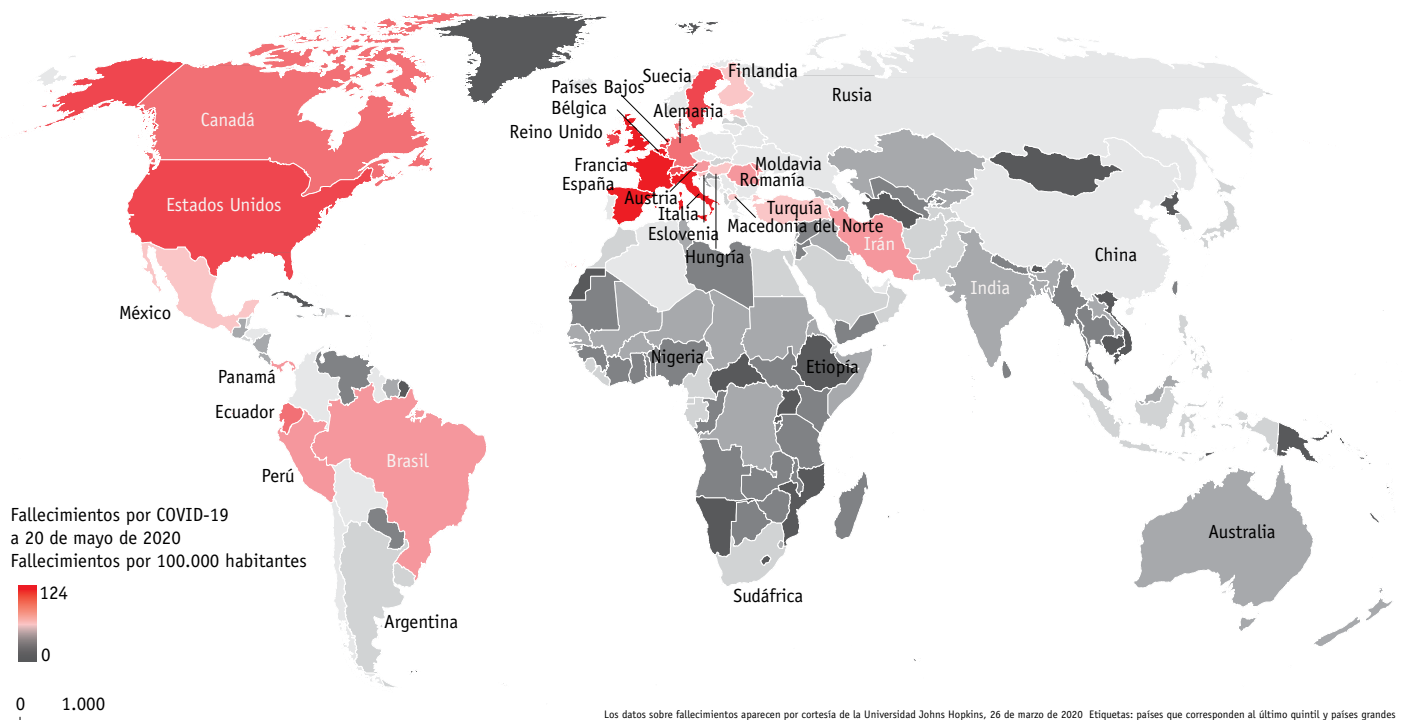 Suecia
Finlandia
Países Bajos
Rusia
Bélgica
Alemania
Canadá
Reino Unido
Francia
Moldavia
Romanía
España
Austria
Estados Unidos
Italia
Turquía
Eslovenia
Macedonia del Norte
Irán
Hungría
China
India
México
Nigeria
Etiopía
Panamá
Ecuador
Brasil
Perú
Fallecimientos por COVID-19
a 20 de mayo de 2020
Fallecimientos por 100.000 habitantes
124
0
Australia
Sudáfrica
Argentina
0 1.000
Los datos sobre fallecimientos aparecen por cortesía de la Universidad Johns Hopkins, 26 de marzo de 2020 Etiquetas: países que corresponden al último quintil y países grandes